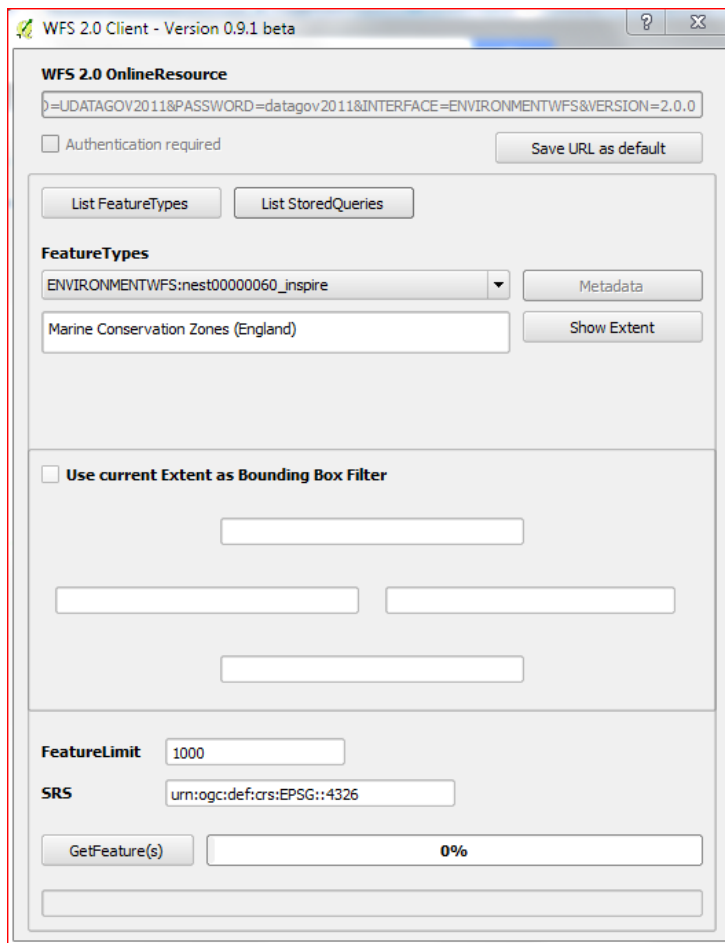 WFS 2.0 Client - Version 0.9.1 beta
WFS 2.0 OnlineResource
)=UDATAGOV2011&PASSWORD=datagov2011&INTERFACE=ENVIRONMENTWFS&VERSION=2.0.0
Authentication required
Save URL as default
List FeatureTypes
List StoredQueries
FeatureTypes
ENVIRONMENTWFS:nest00000060_inspire
Metadata
Marine Conservation Zones (England)
Show Extent
Use current Extent as Bounding Box Filter
FeatureLimit
1000
SRS
urn:ogc:def:crs:EPSG::4326
GetFeature(s)
0%